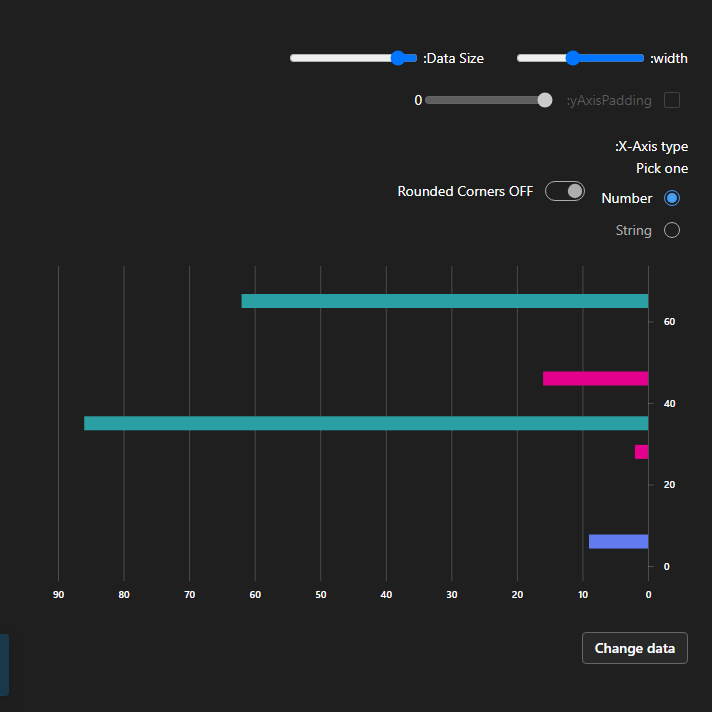 :Data Size :width
0 :yAxisPadding
:X-Axis type
Pick one
Rounded Corners OFF Number
String
60
40
20
0
90 80 70 60 50 40 30 20 10 0
Change data